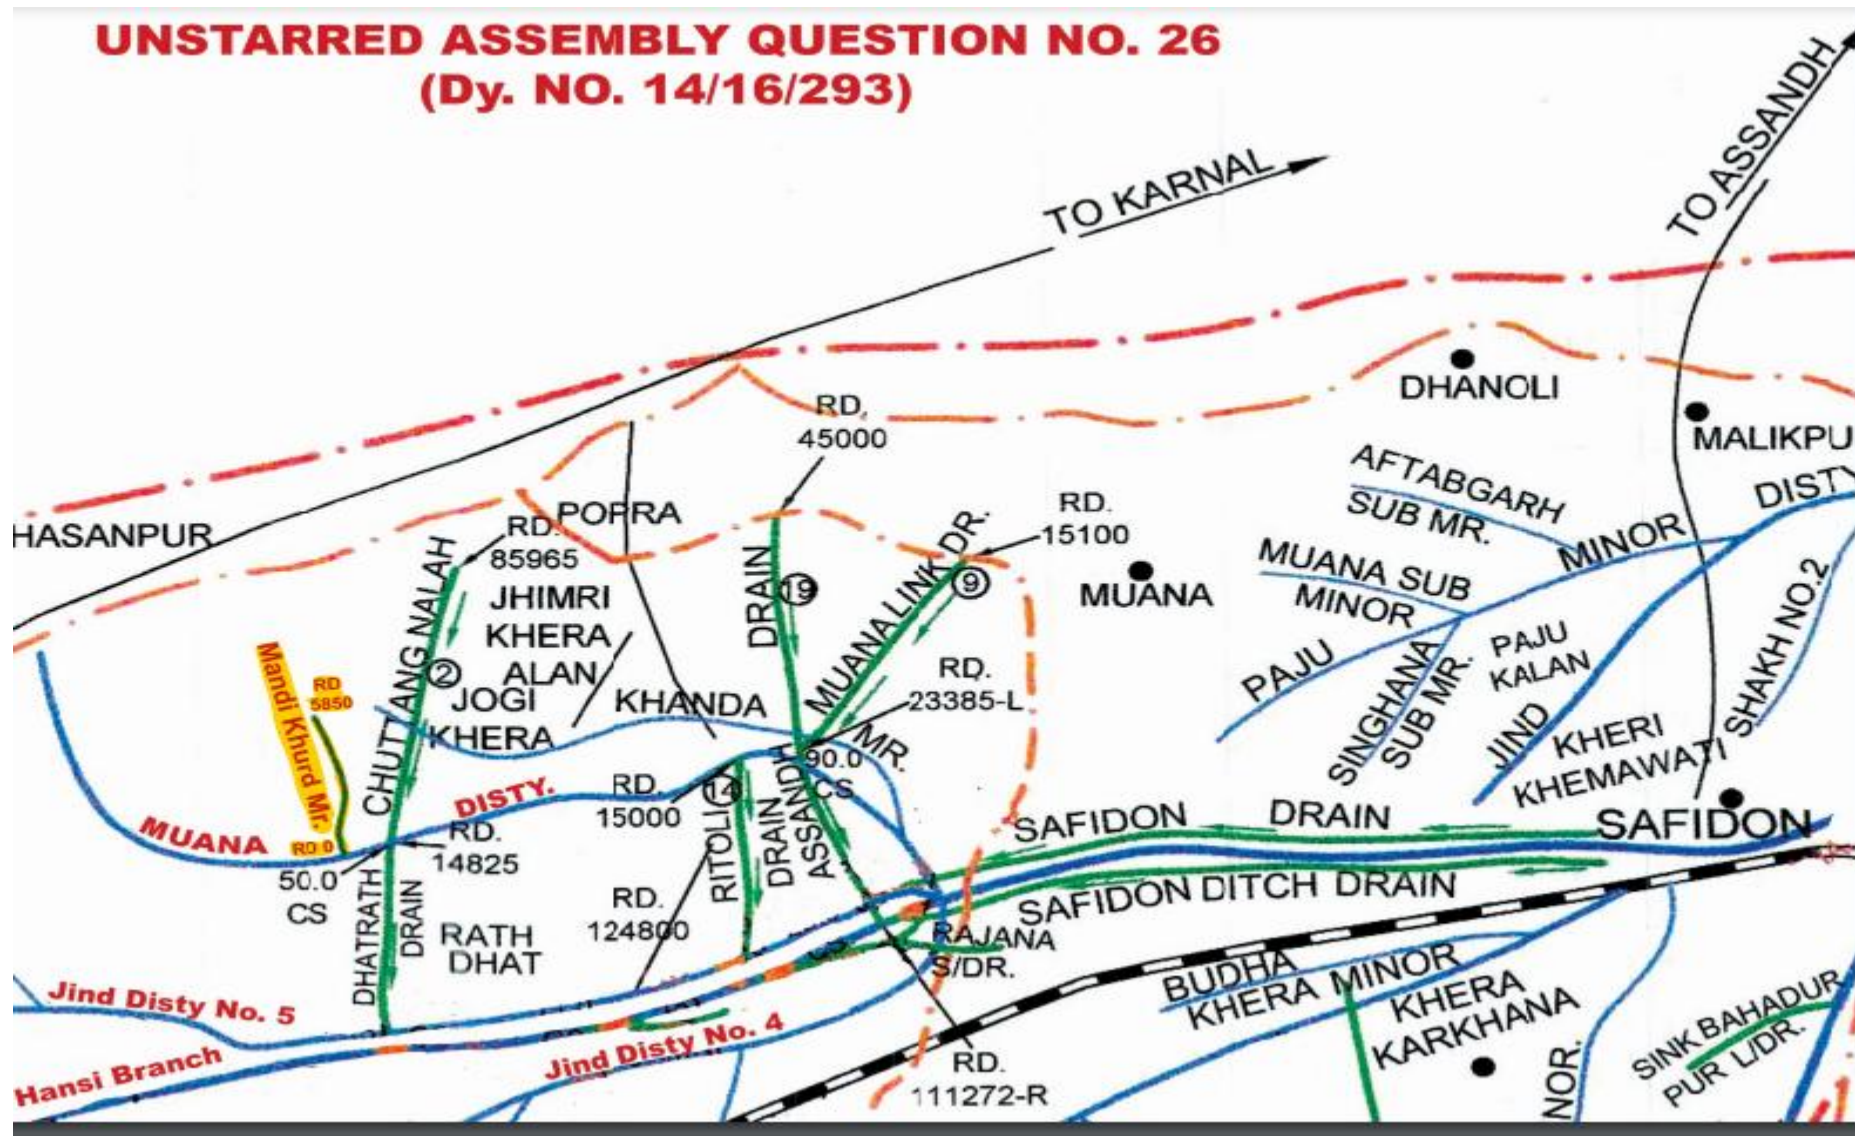 UNSTARRED ASSEMBLY QUESTION NO. 26
(Dy. NO. 14/16/293)
TO KARNAL
TO ASSANDH
DHANOLI
MALIKPU
RD.
45000
AFTABGARH
SUB MR.
DISTY
HASANPUR
POPRA
RD.
85965
RD.
15100
MUANA LINK DR.
9
MUANA
MUANA SUB
MINOR
PAJU
MINOR
SINGHANA
SUB MR.
PAJU
KALAN
JIND
KHERI
KHEMAWATI
SHAKH NO.2
JHIMRI
KHERA
ALAN
DRAIN
19
CHUTTANG NALAH
2
JOGI
KHERA
KHANDA
MR.
RD.
23385-L
Mandi Khurd Mr.
RD
5850
RD 0
MUANA
DISTY.
RD.
14825
50.0
CS
RD.
15000
14
RITOLI
DRAIN
ASSANDH
90.0
CS
SAFIDON
DRAIN
SAFIDON
SAFIDON DITCH DRAIN
DHATRATH
DRAIN
RATH
DHAT
RD.
124800
RAJANA
S/DR.
BUDHA
KHERA MINOR
KHERA
KARKHANA
SINK BAHADUR
PUR L/DR.
NOR.
Jind Disty No. 5
Hansi Branch
Jind Disty No. 4
RD.
111272-R